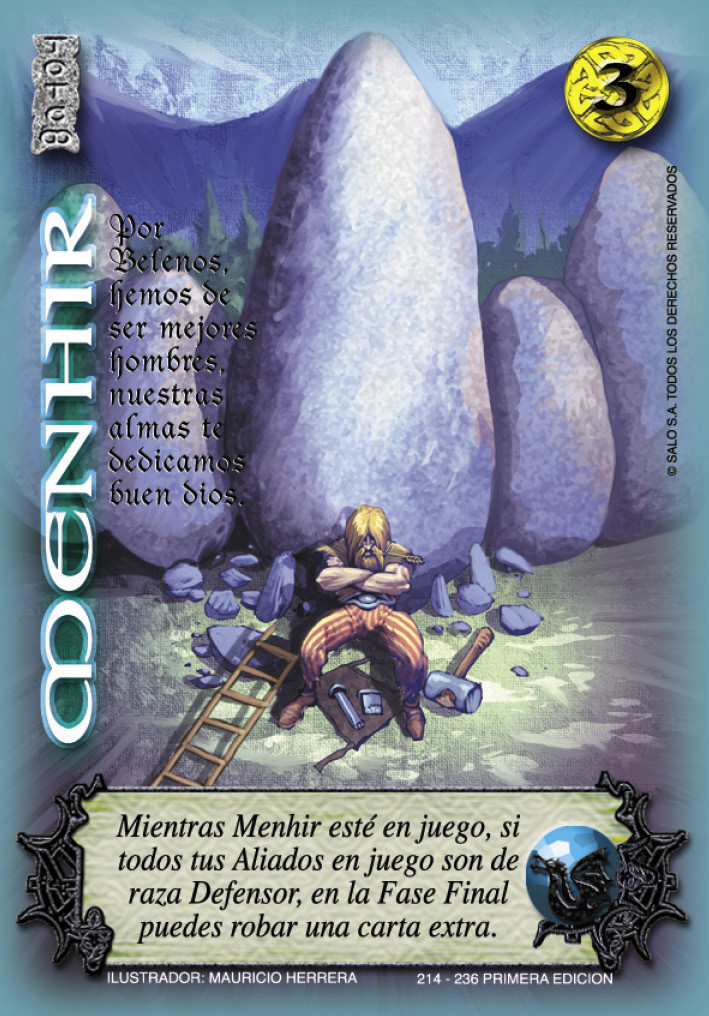 3
MENHIR
Por
Belenos,
hemos de
ser mejores
hombres,
nuestras
almas te
dedicamos
buen dios.
© SALO S.A. TODOS LOS DERECHOS RESERVADOS
Mientras Menhir esté en juego, si
todos tus Aliados en juego son de
raza Defensor, en la Fase Final
puedes robar una carta extra.
ILUSTRADOR: MAURICIO HERRERA
214 - 236 PRIMERA EDICION